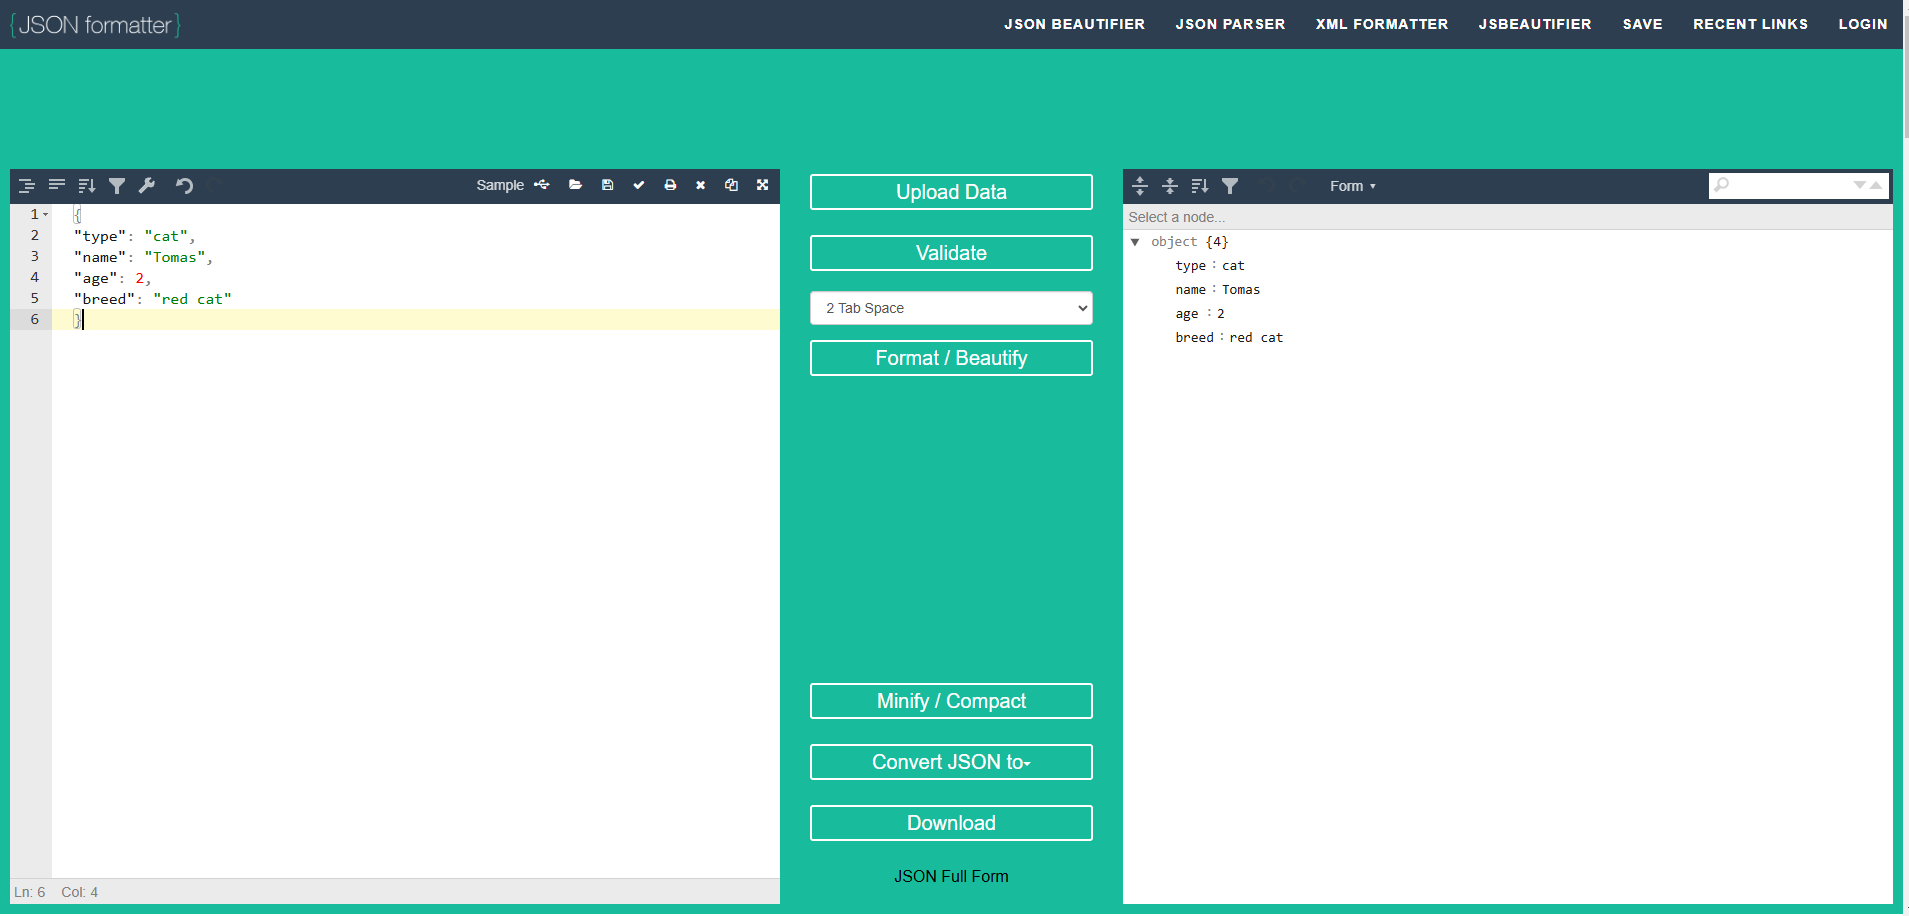 {JSON formatter}
JSON BEAUTIFIER JSON PARSER XML FORMATTER JSBEAUTIFIER SAVE RECENT LINKS LOGIN
Sample
1 {
2 "type": "cat",
3 "name": "Tomas",
4 "age": 2,
5 "breed": "red cat"
6 }
Ln: 6 Col: 4
Upload Data
Validate
2 Tab Space
Format / Beautify
Minify / Compact
Convert JSON to
Download
JSON Full Form
Form
Select a node...
object {4}
type : cat
name : Tomas
age : 2
breed : red cat